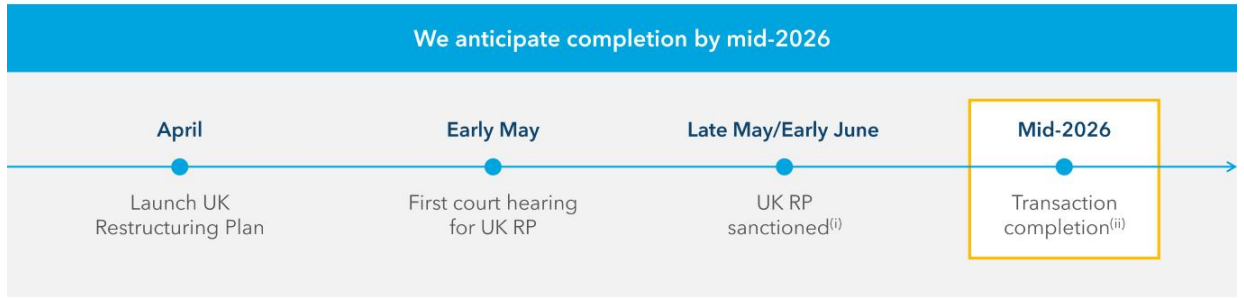 We anticipate completion by mid-2026
April
Early May
Late May/Early June
Mid-2026
Launch UK
Restructuring Plan
First court hearing
for UK RP
UK RP
sanctioned(i)
Transaction
completion(ii)